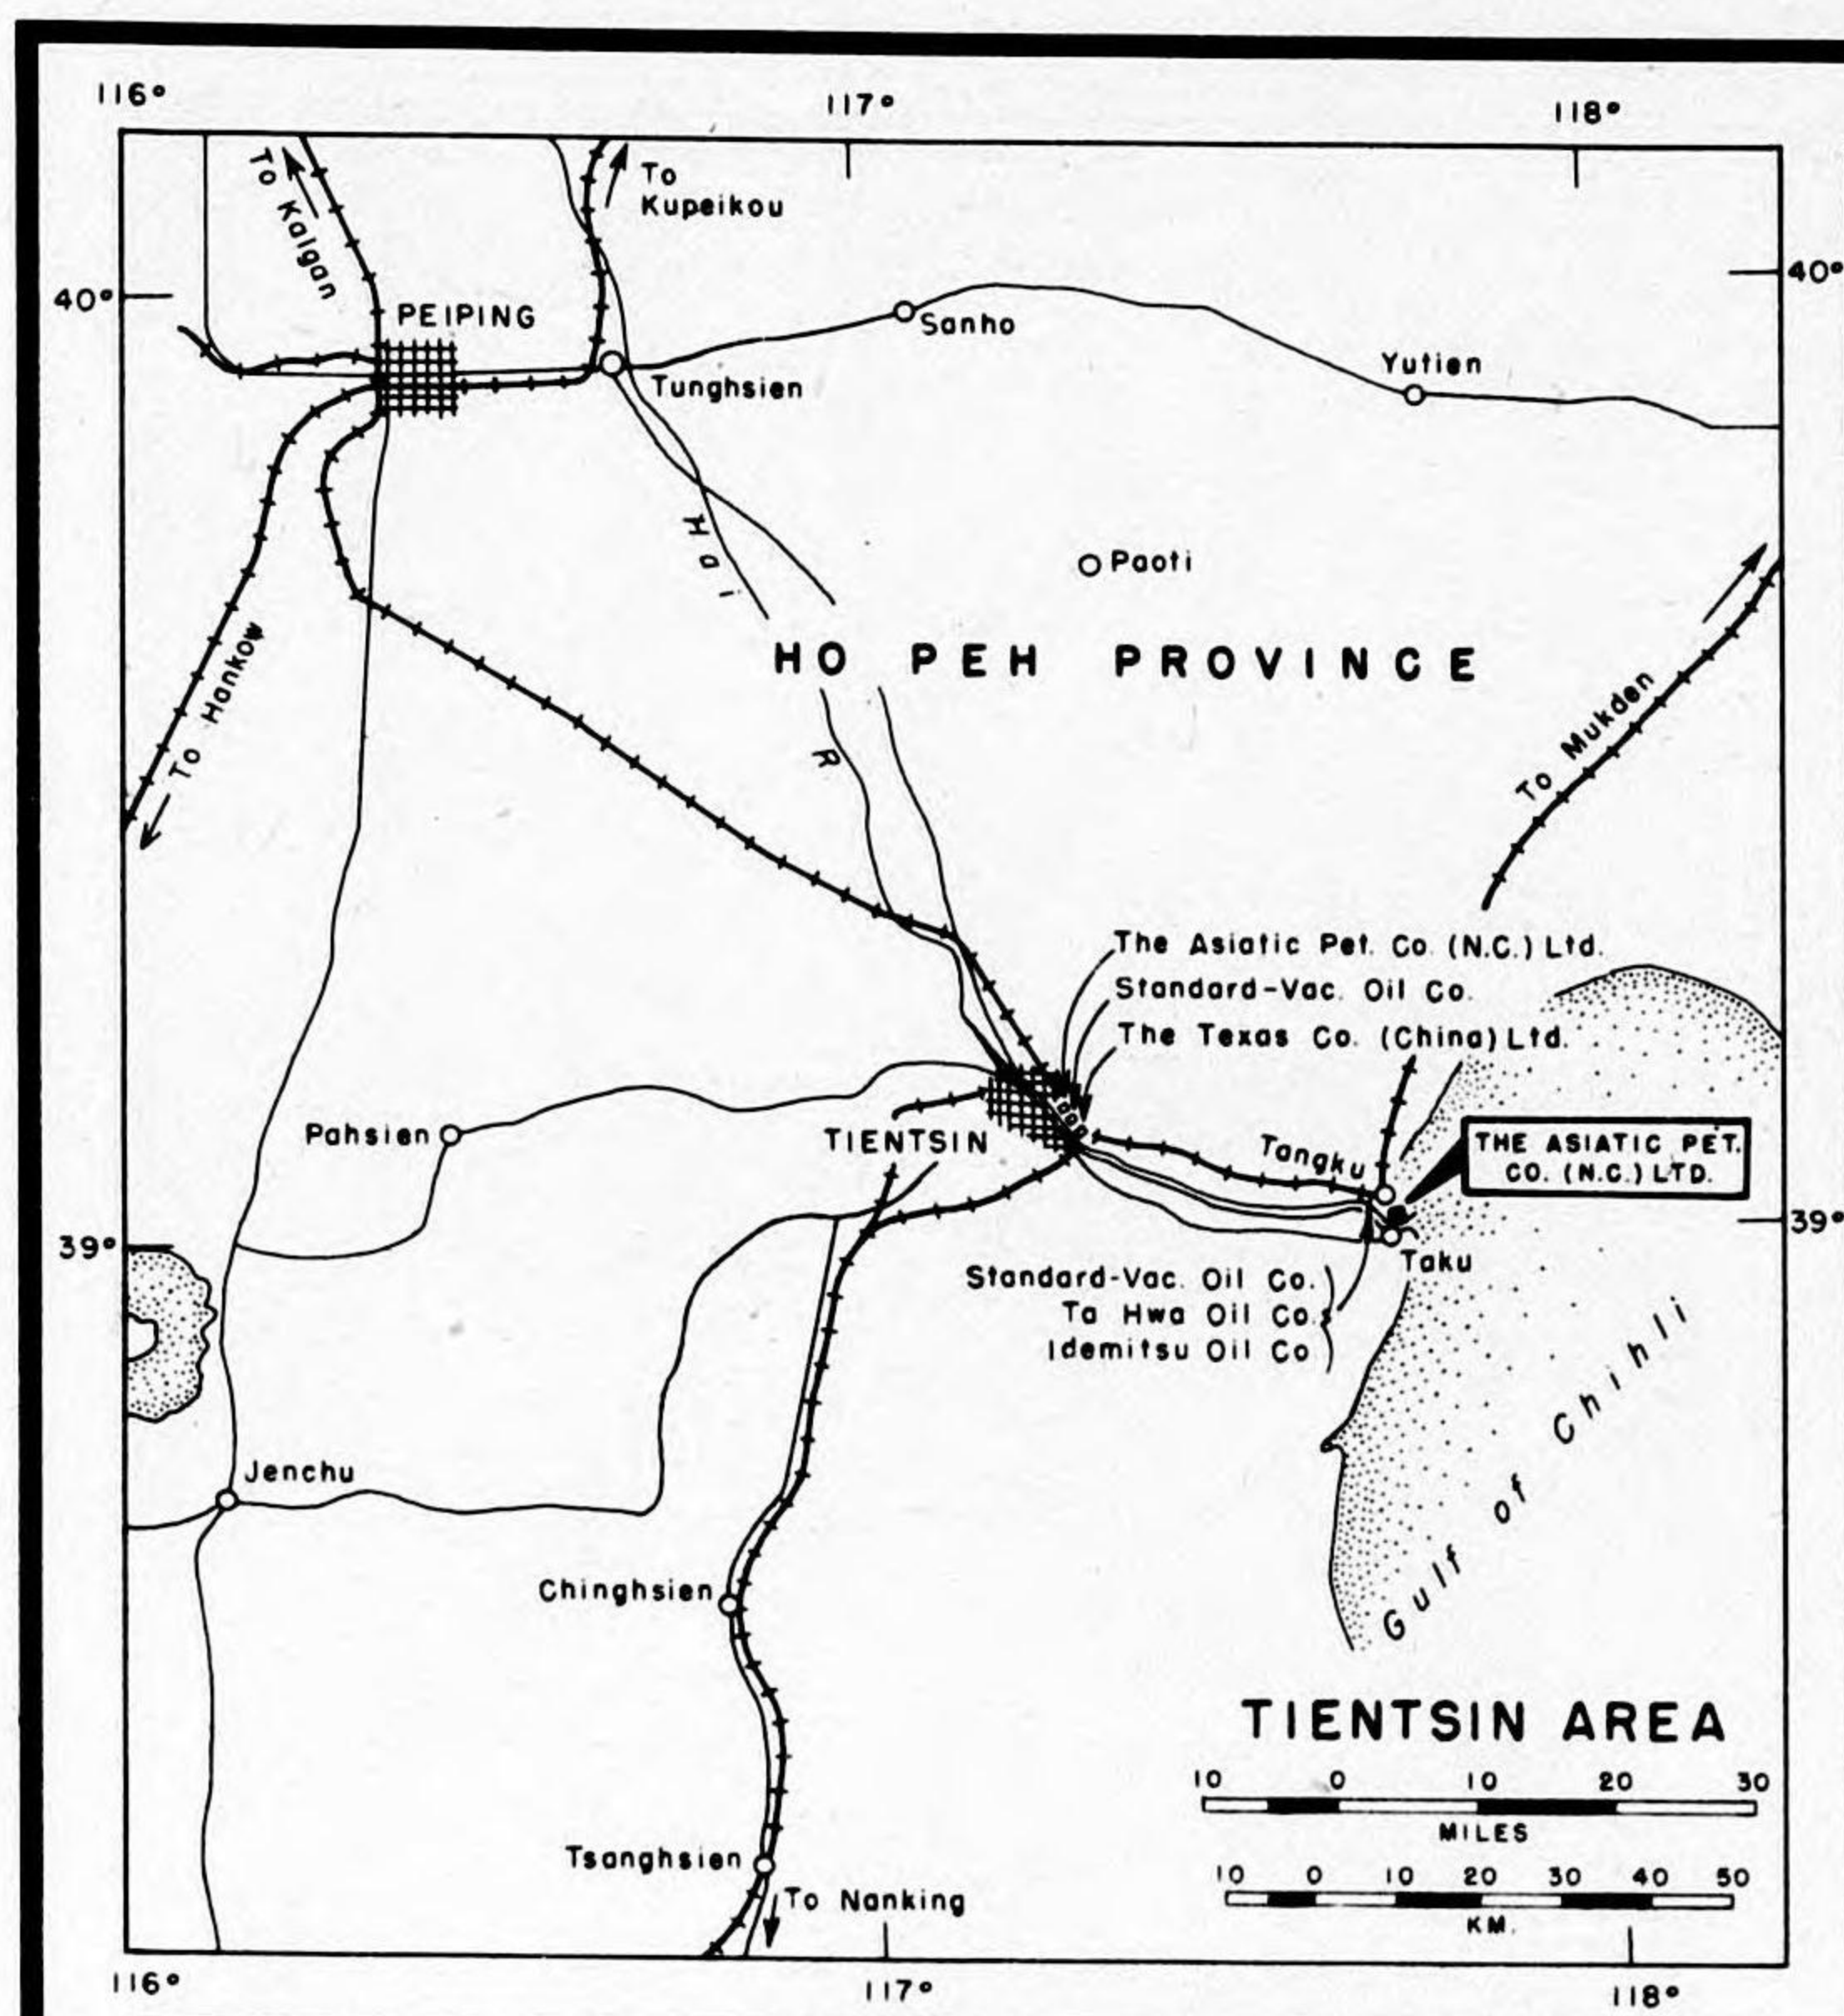 116°
117°
118°
To Kalgan
To
Kupeikou
40°
40°
PEIPING
Sanho
Tunghsien
Yutien
Hai
Paoti
HO PEH PROVINCE
To Hankow
R
To Mukden
The Asiatic Pet. Co. (N.C.) Ltd.
Standard-Vac. Oil Co.
The Texas Co. (China) Ltd.
Pahsien
TIENTSIN
Tangku
THE ASIATIC PET.
CO. (N.C.) LTD.
39°
39°
Taku
Standard-Vac. Oil Co.
Ta Hwa Oil Co.
Idemitsu Oil Co
Gulf of Chihli
Jenchu
Chinghsien
TIENTSIN AREA
10 0 10 20 30
MILES
Tsanghsien
10 0 10 20 30 40 50
KM.
To Nanking
116°
117°
118°